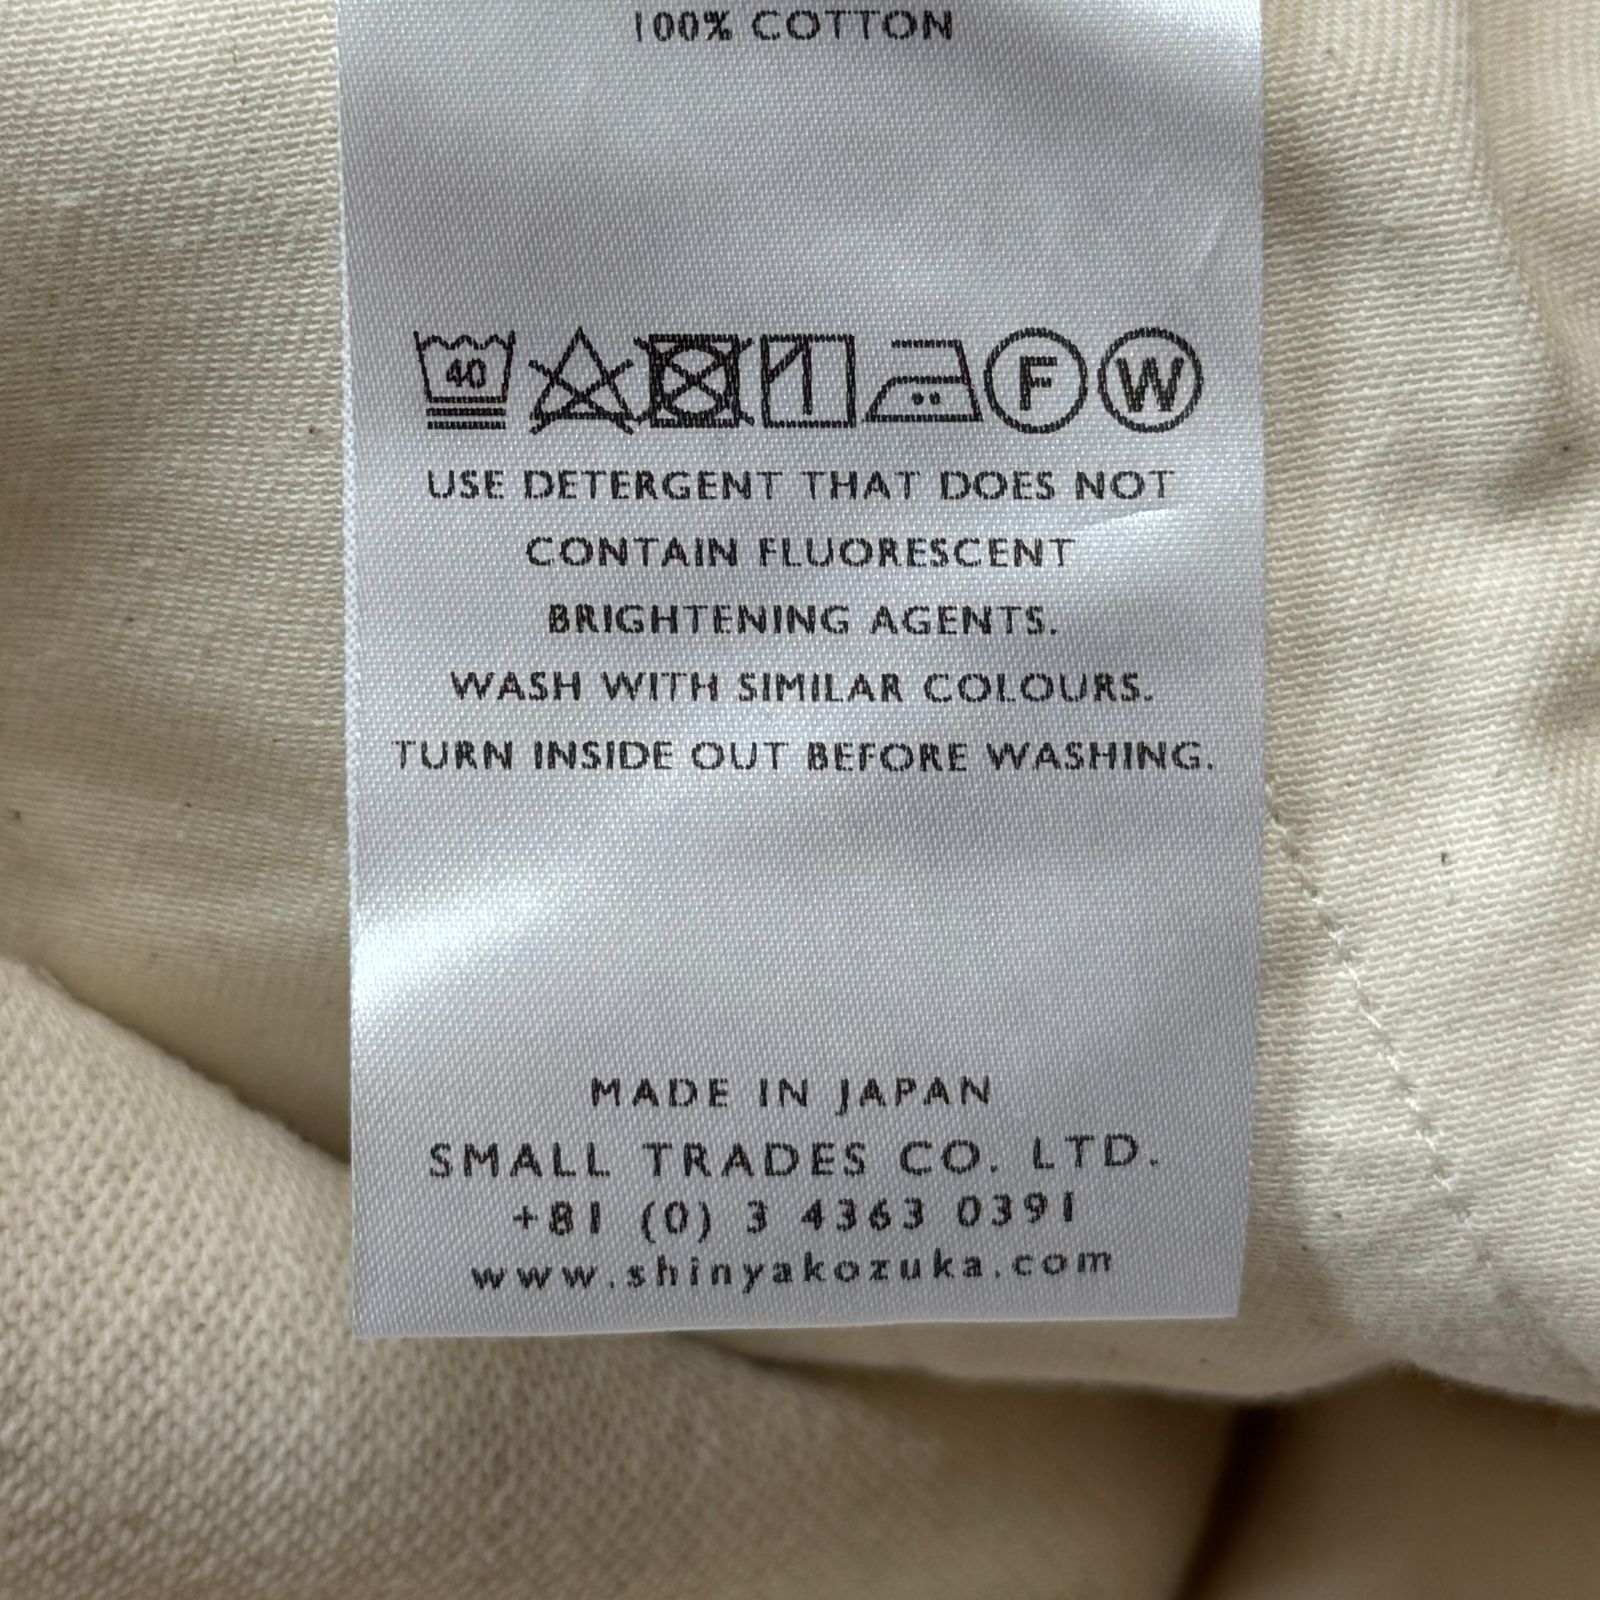 100% COTTON
40 F W
USE DETERGENT THAT DOES NOT
CONTAIN FLUORESCENT
BRIGHTENING AGENTS.
WASH WITH SIMILAR COLOURS.
TURN INSIDE OUT BEFORE WASHING.
MADE IN JAPAN
SMALL TRADES CO. LTD.
+81 (0) 3 4363 0391
www.shinyakozuka.com